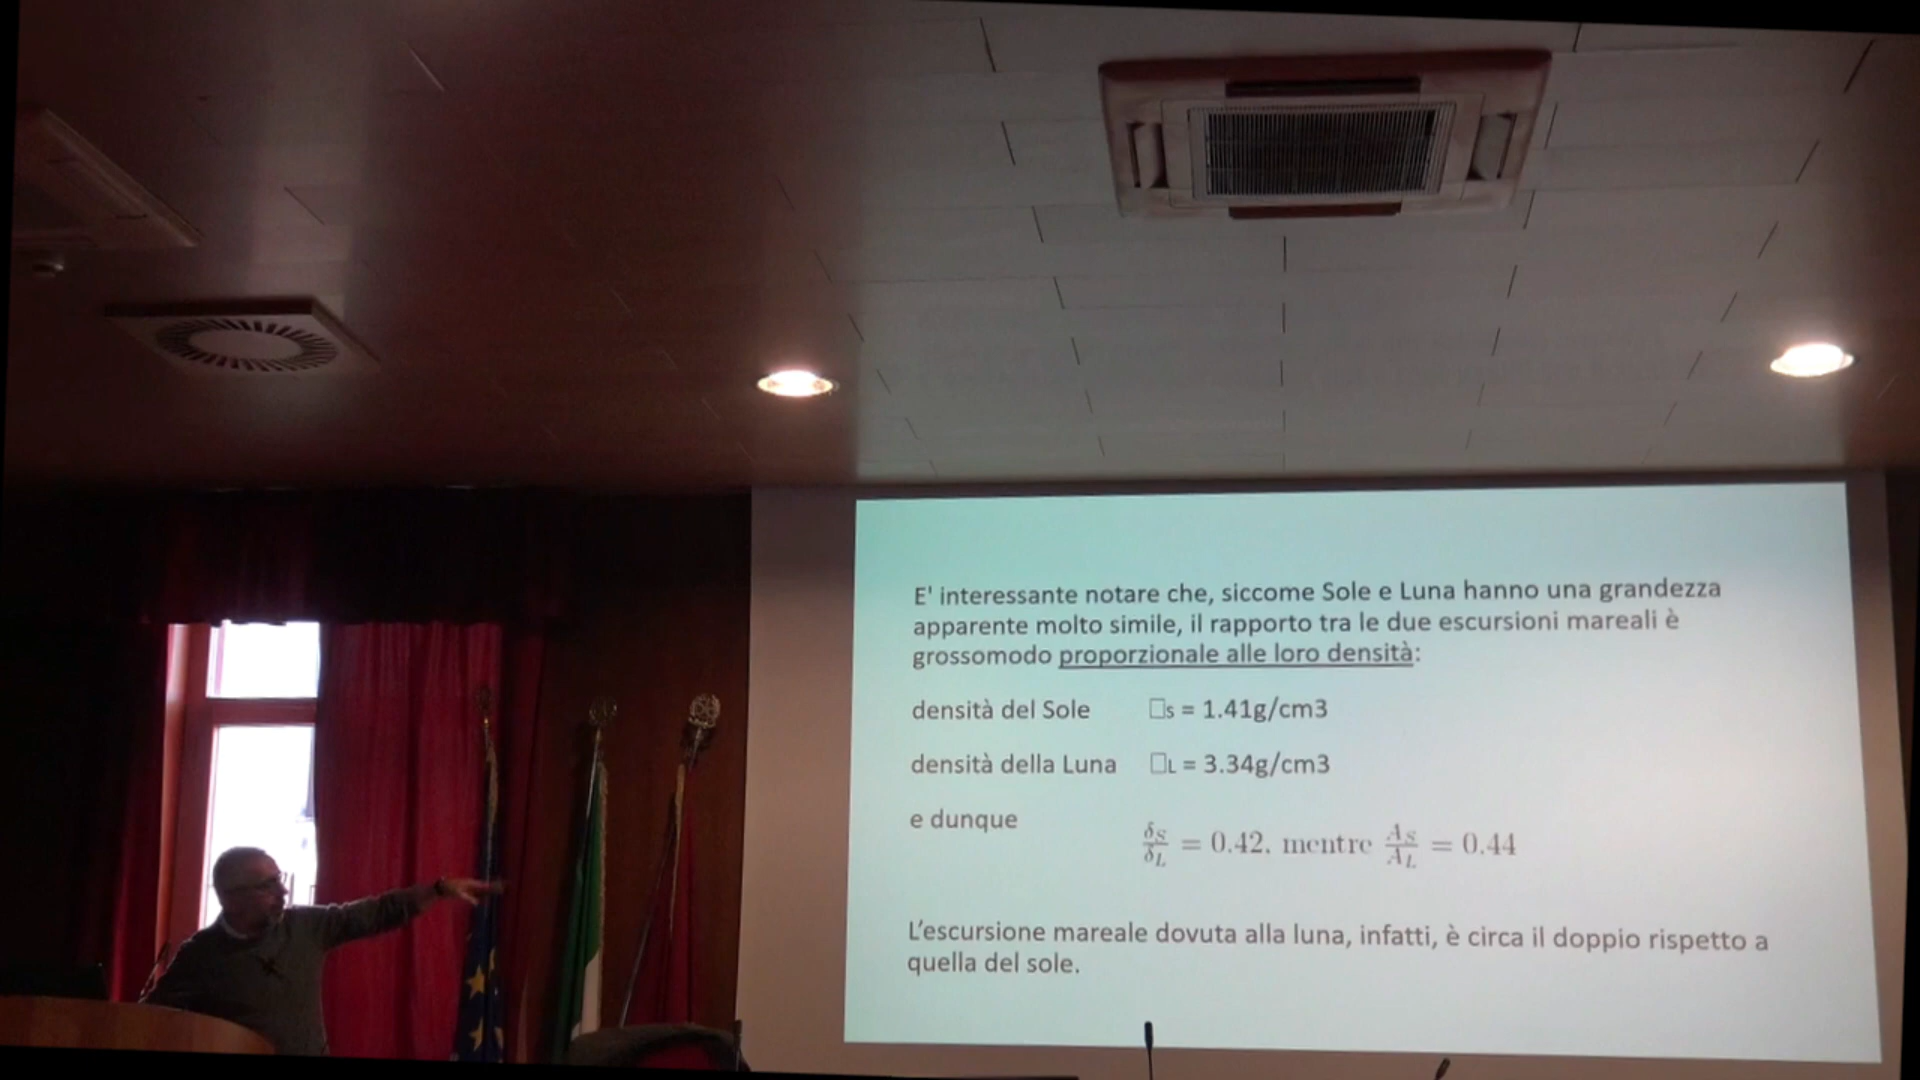 E' interessante notare che, siccome Sole e Luna hanno una grandezza
apparente molto simile, il rapporto tra le due escursioni mareali è
grossomodo proporzionale alle loro densità:
densità del Sole □s = 1.41g/cm3
densità della Luna □L = 3.34g/cm3
e dunque
δS/δL = 0.42, mentre AS/AL = 0.44
L'escursione mareale dovuta alla luna, infatti, è circa il doppio rispetto a
quella del sole.